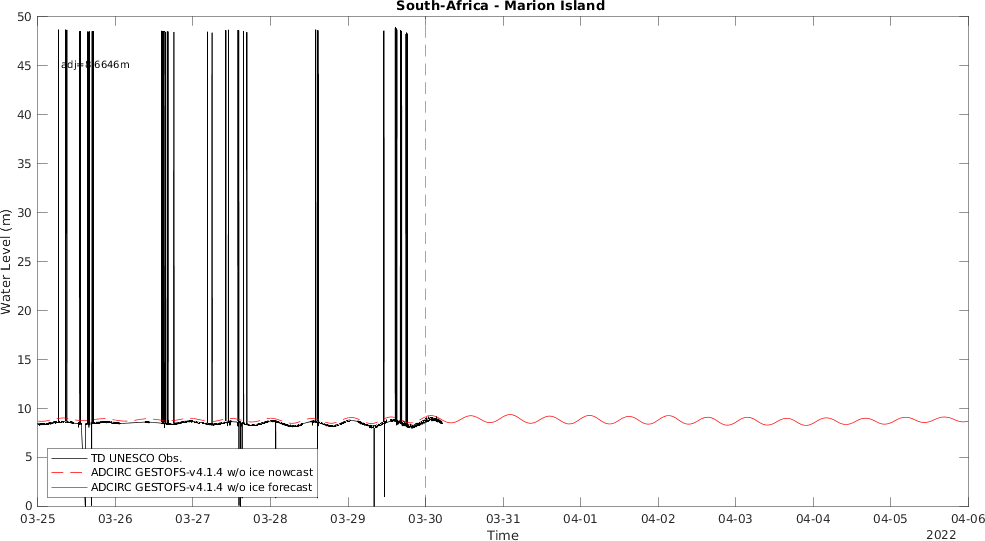 South-Africa - Marion Island
50
45
40
35
30
25
20
15
10
5
0
Water Level (m)
adj=8.6646m
TD UNESCO Obs.
ADCIRC GESTOFS-v4.1.4 w/o ice nowcast
ADCIRC GESTOFS-v4.1.4 w/o ice forecast
03-25 03-26 03-27 03-28 03-29 03-30 03-31 04-01 04-02 04-03 04-04 04-05 04-06
Time
2022